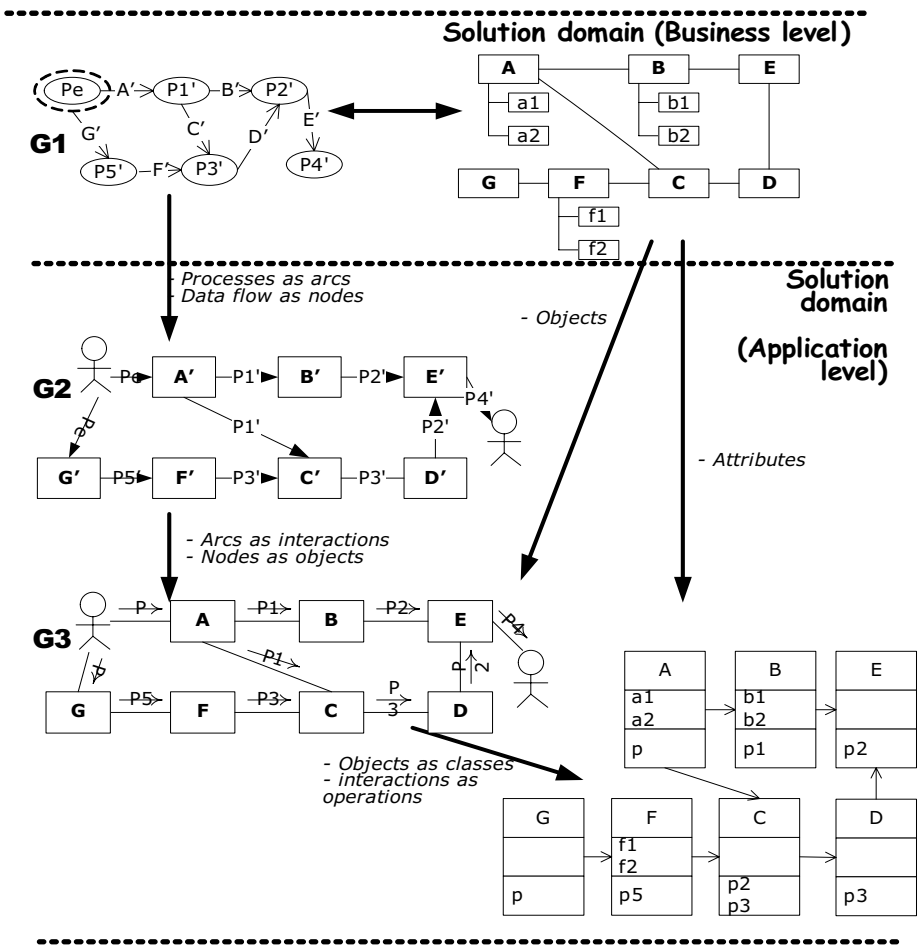 Solution domain (Business level)
Pe A′ P1' B′ P2'
G′ C′ D′ E′
G1
P5' F′ P3' P4'
A B E
a1 b1
a2 b2
G F C D
f1
f2
- Processes as arcs
- Data flow as nodes
Solution
domain
(Application
level)
- Objects
- Attributes
G2
Pe A′ P1' B′ P2' E′
P4'
Pe P1' P2'
G′ P5' F′ P3' C′ P3' D′
- Arcs as interactions
- Nodes as objects
G3
P A P1 B P2 E
P4
P P1 P
2
G P5 F P3 C P
3 D
- Objects as classes
- interactions as
operations
A B E
a1 b1
a2 b2
p p1 p2
G F C D
f1
f2
p p5 p2 p3
p3